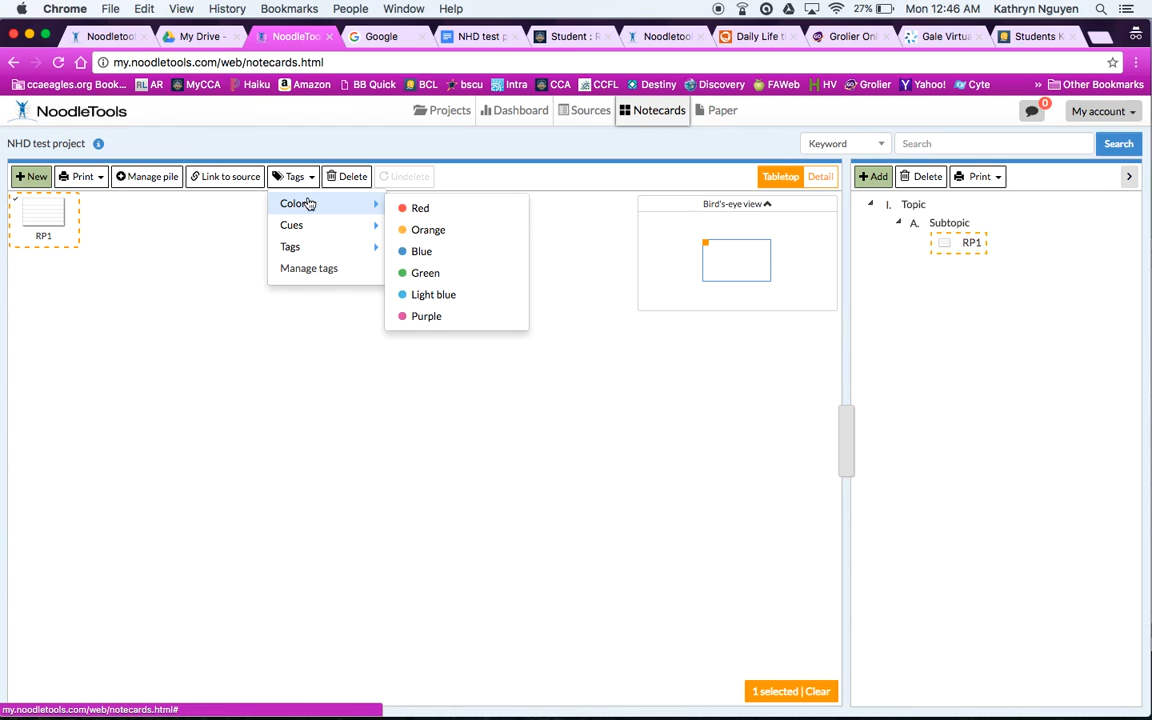 Chrome File Edit View History Bookmarks People Window Help 27% Mon 12:46 AM Kathryn Nguyen
Noodletool My Drive - NoodleToo Google NHD test p Student : R Noodletool Daily Life t Grolier Onl Gale Virtua Students K
my.noodletools.com/web/notecards.html
ccaeagles.org Book... AR MyCCA Haiku Amazon BB Quick BCL bscu Intra CCA CCFL Destiny Discovery FAWeb HV Grolier Yahoo! Cyte » Other Bookmarks
NoodleTools Projects Dashboard Sources Notecards Paper 0 My account
NHD test project Keyword Search Search
New Print Manage pile Link to source Tags Delete Undelete Tabletop Detail Add Delete Print
Color Red Bird's-eye view I. Topic
Cues Orange A. Subtopic
RP1 Tags Blue RP1
Manage tags Green
Light blue
Purple
1 selected | Clear
my.noodletools.com/web/notecards.html#